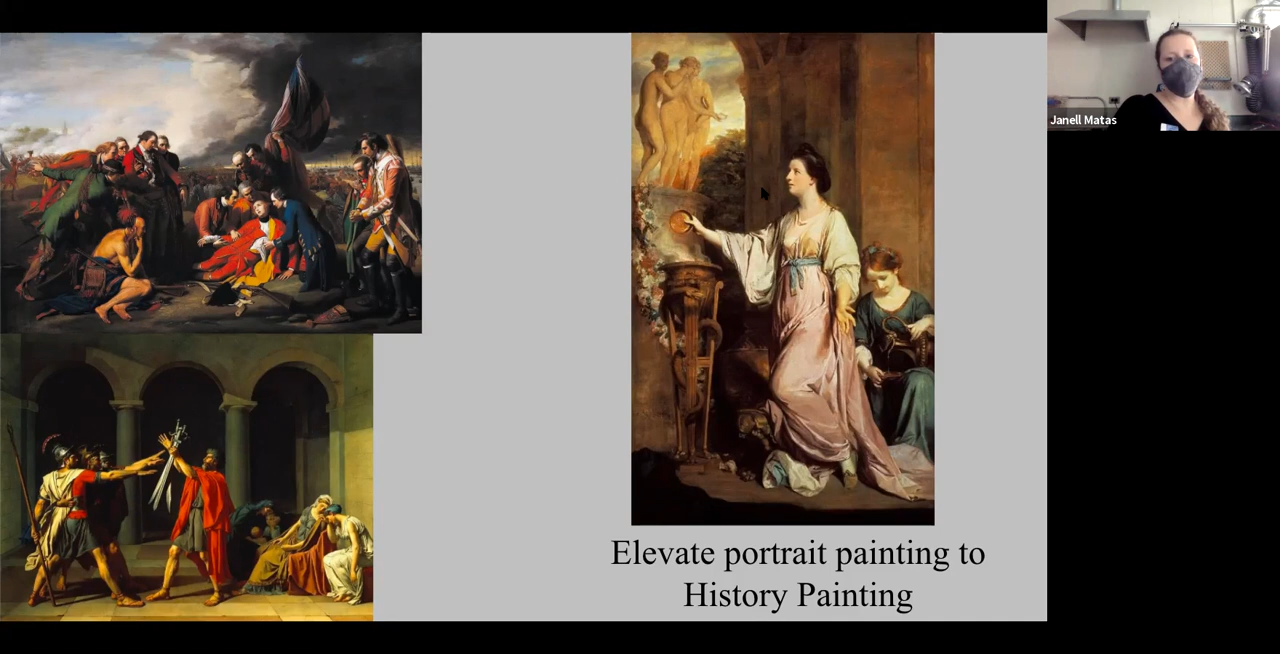 Janell Matas
Elevate portrait painting to
History Painting